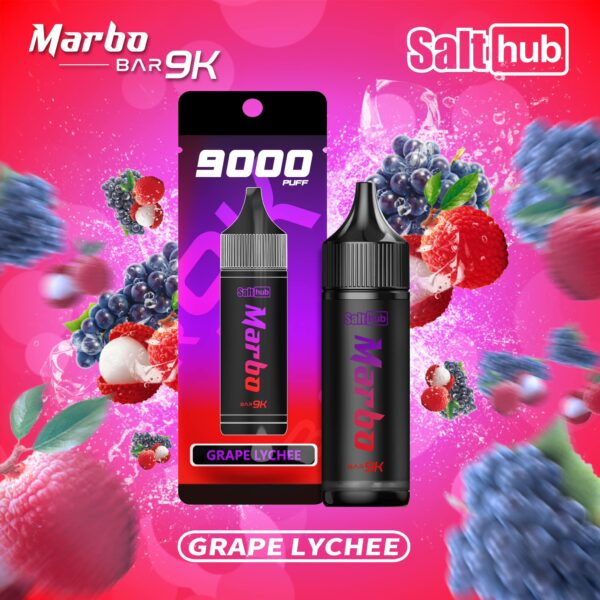 Marbo
BAR 9K
Salt hub
9000
PUFF
Salt hub
Marbo
BAR 9K
GRAPE LYCHEE
Salt hub
Marbo
BAR 9K
GRAPE LYCHEE